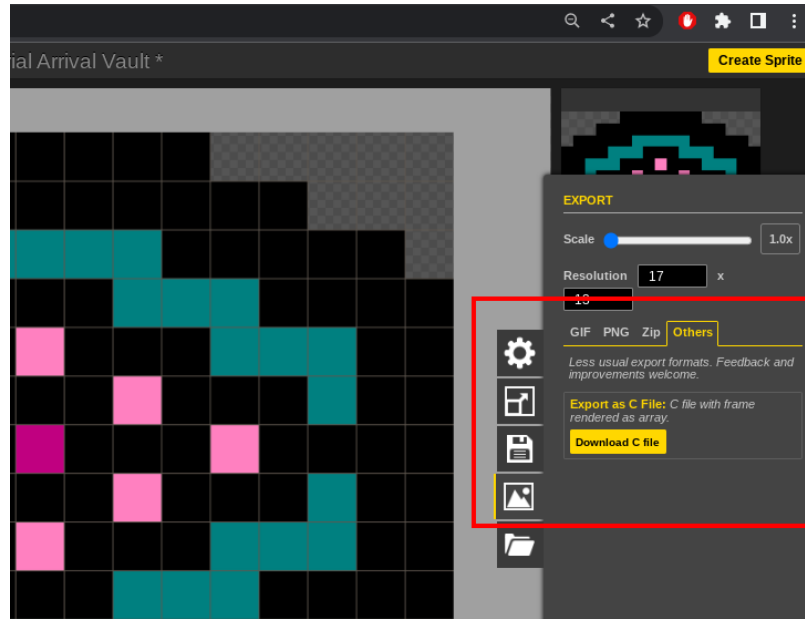 ial Arrival Vault *
Create Sprite
EXPORT
Scale 1.0x
Resolution 17 x
13
GIF PNG Zip Others
Less usual export formats. Feedback and
improvements welcome.
Export as C File: C file with frame
rendered as array.
Download C file